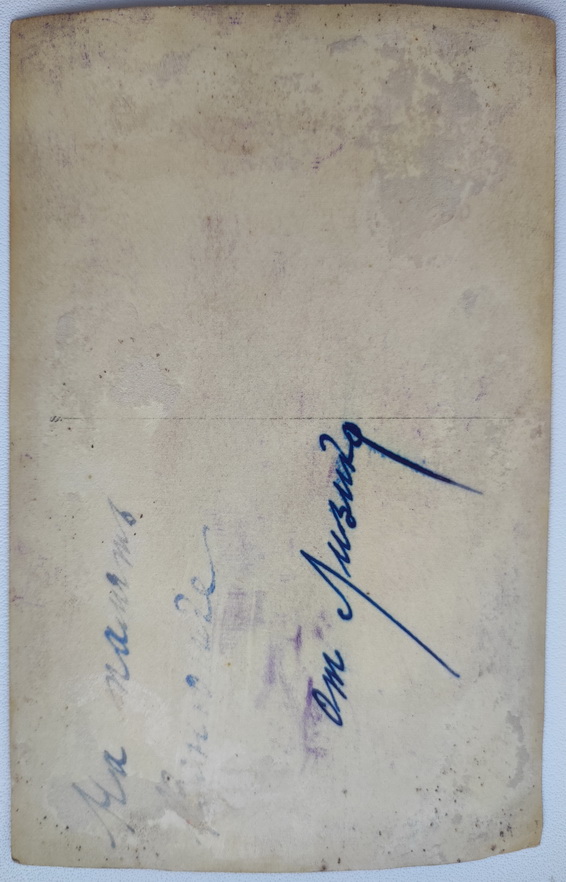 На память
от Лизико